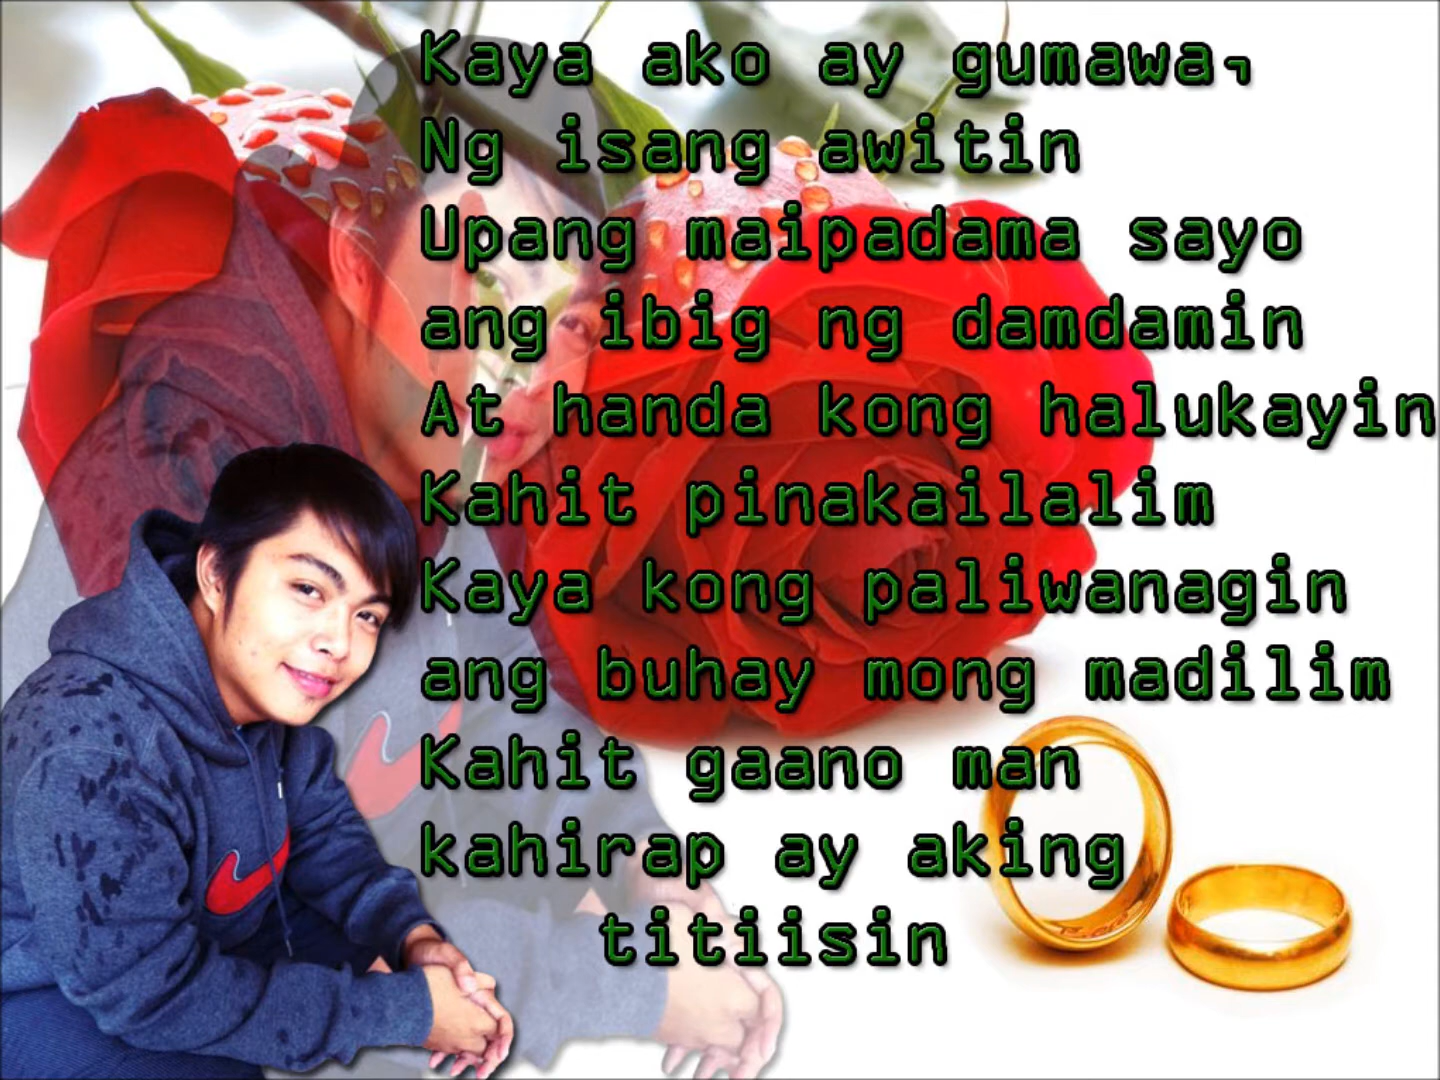 Kaya ako ay gumawa,
Ng isang awitin
Upang maipadama sayo
ang ibig ng damdamin
At handa kong halukayin
Kahit pinakailalim
Kaya kong paliwanagin
ang buhay mong madilim
Kahit gaano man
kahirap ay aking
titiisin